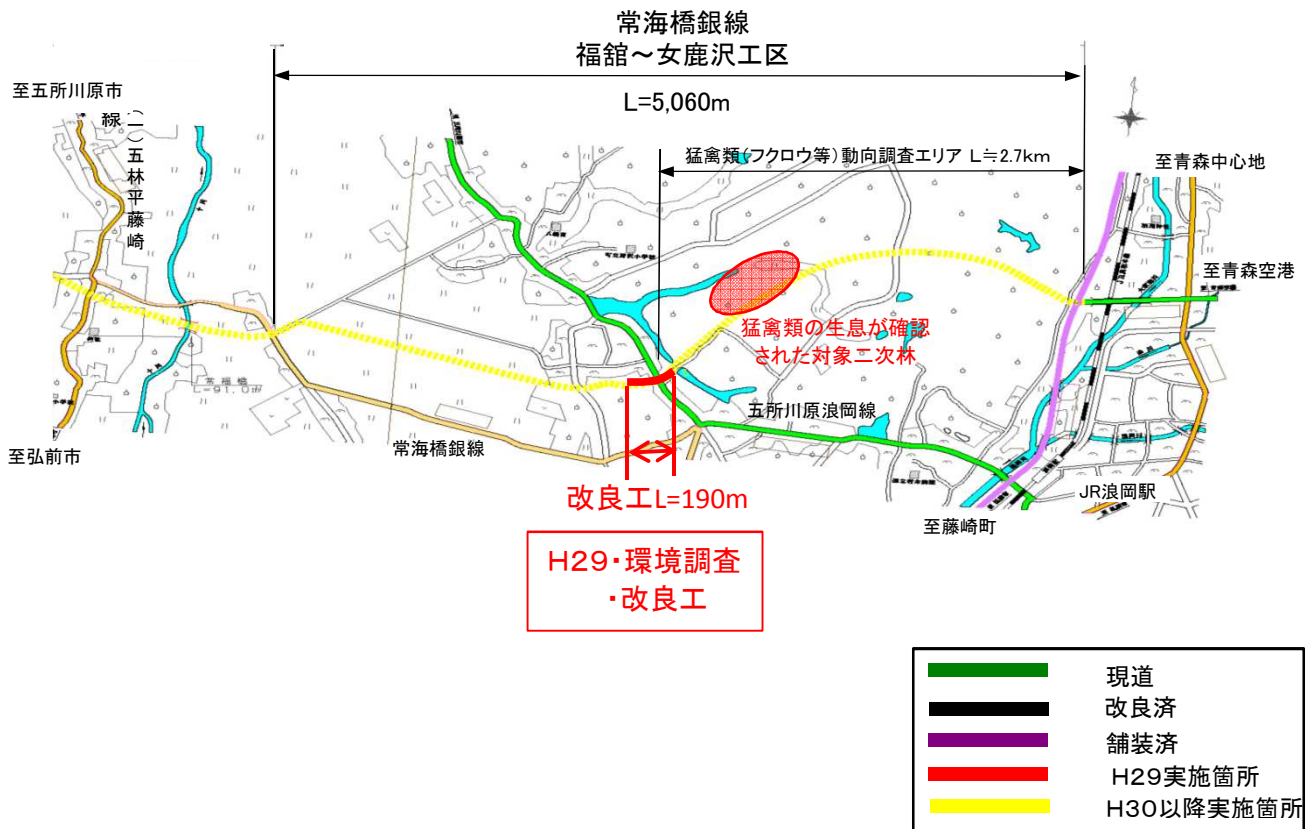 常海橋銀線
福舘～女鹿沢工区
L=5,060m
至五所川原市
(一)五林平藤崎
線
猛禽類(フクロウ等)動向調査エリア L≒2.7km
至青森中心地
至青森空港
猛禽類の生息が確認
された対象二次林
常福橋
L=91.0m
五所川原浪岡線
至弘前市
常海橋銀線
改良工L=190m
JR浪岡駅
至藤崎町
H29・環境調査
・改良工
現道
改良済
舗装済
H29実施箇所
H30以降実施箇所